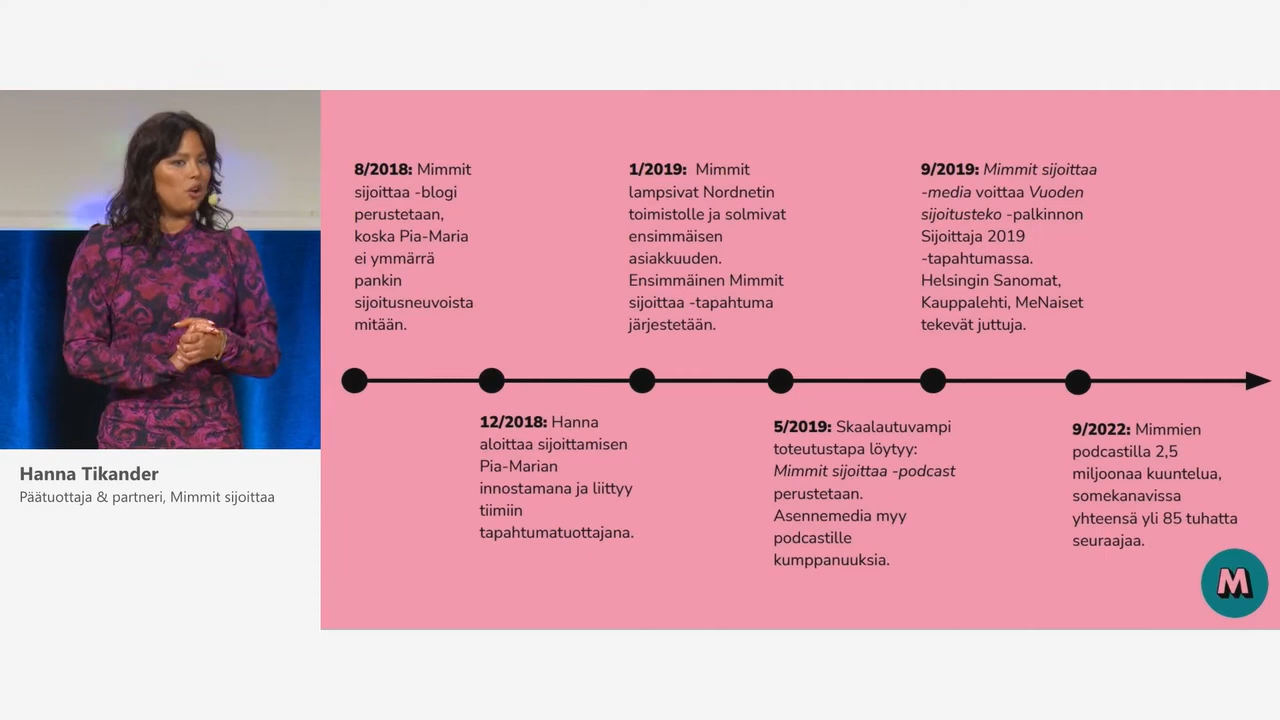 8/2018: Mimmit
sijoittaa -blogi
perustetaan,
koska Pia-Maria
ei ymmärrä
pankin
sijoitusneuvoista
mitään.
12/2018: Hanna
aloittaa sijoittamisen
Pia-Marian
innostamana ja liittyy
tiimiin
tapahtumatuottajana.
1/2019: Mimmit
lampsivat Nordnetin
toimistolle ja solmivat
ensimmäisen
asiakkuuden.
Ensimmäinen Mimmit
sijoittaa -tapahtuma
järjestetään.
5/2019: Skaalautuvampi
toteutustapa löytyy:
Mimmit sijoittaa -podcast
perustetaan.
Asennemedia myy
podcastille
kumppanuuksia.
9/2019: Mimmit sijoittaa
-media voittaa Vuoden
sijoitusteko -palkinnon
Sijoittaja 2019
-tapahtumassa.
Helsingin Sanomat,
Kauppalehti, MeNaiset
tekevät juttuja.
9/2022: Mimmien
podcastilla 2,5
miljoonaa kuuntelua,
somekanavissa
yhteensä yli 85 tuhatta
seuraajaa.
M
Hanna Tikander
Päätuottaja & partneri, Mimmit sijoittaa